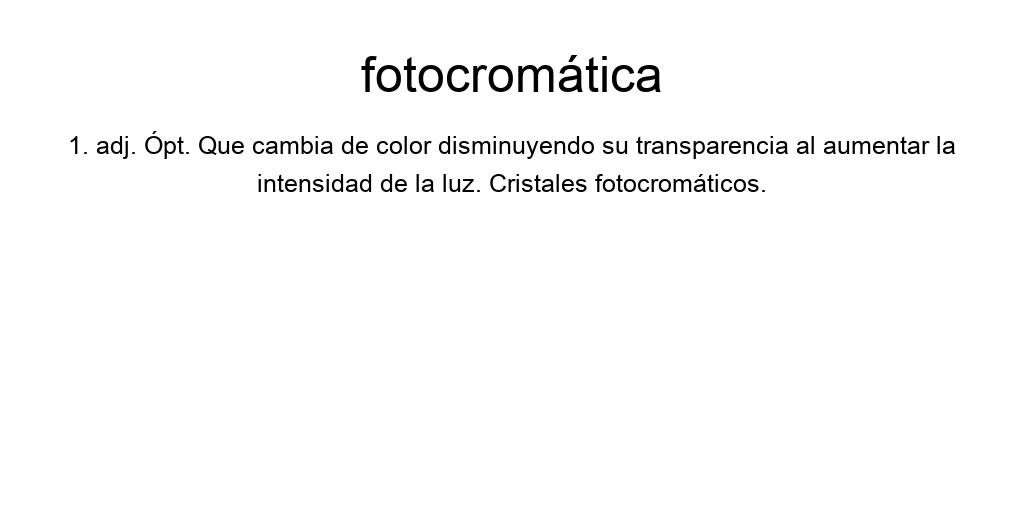 fotocromática
1. adj. Ópt. Que cambia de color disminuyendo su transparencia al aumentar la
intensidad de la luz. Cristales fotocromáticos.